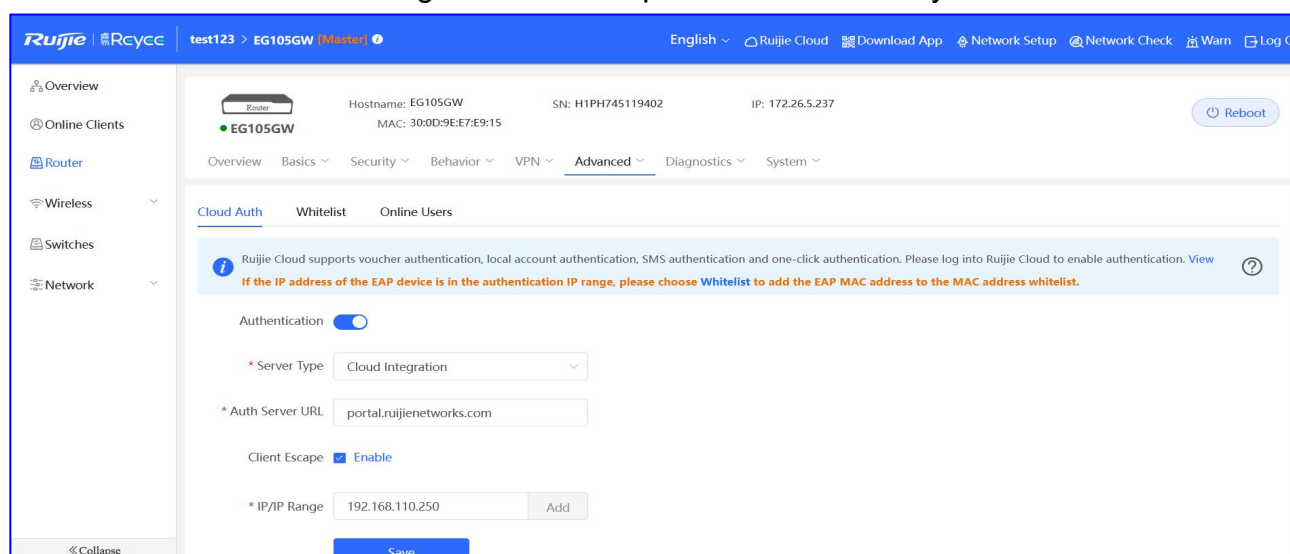 Ruijie | Reyee test123 > EG105GW [Master] English Ruijie Cloud Download App Network Setup Network Check Warn Log
Overview
Online Clients
Router
Wireless
Switches
Network
«Collapse
Router
EG105GW
Hostname: EG105GW SN: H1PH745119402 IP: 172.26.5.237
MAC: 30:0D:9E:E7:E9:15
Reboot
Overview Basics Security Behavior VPN Advanced Diagnostics System
Cloud Auth Whitelist Online Users
Ruijie Cloud supports voucher authentication, local account authentication, SMS authentication and one-click authentication. Please log into Ruijie Cloud to enable authentication. View
If the IP address of the EAP device is in the authentication IP range, please choose Whitelist to add the EAP MAC address to the MAC address whitelist.
Authentication
* Server Type Cloud Integration
* Auth Server URL portal.ruijienetworks.com
Client Escape Enable
* IP/IP Range 192.168.110.250 Add
Save